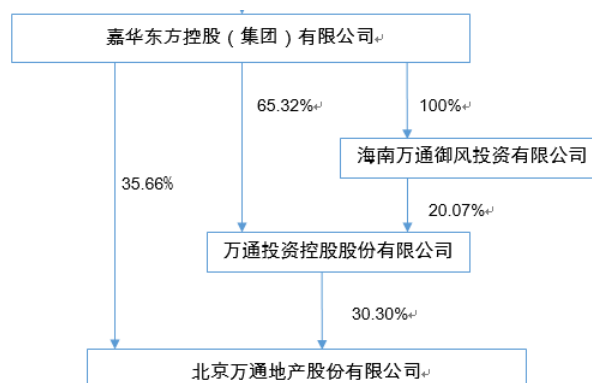 嘉华东方控股（集团）有限公司
65.32%
100%
海南万通御风投资有限公司
35.66%
20.07%
万通投资控股股份有限公司
30.30%
北京万通地产股份有限公司